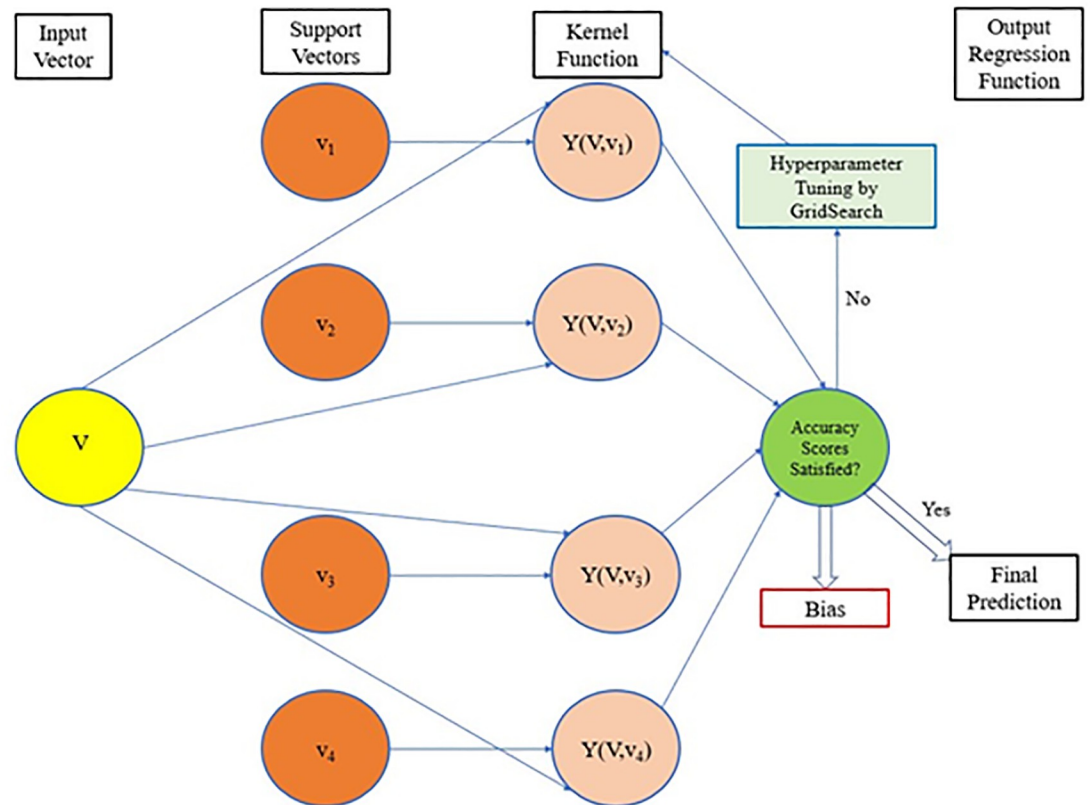 Input
Vector
Support
Vectors
Kernel
Function
Output
Regression
Function
v₁
Y(V,v₁)
Hyperparameter
Tuning by
GridSearch
v₂
Y(V,v₂)
No
V
Accuracy
Scores
Satisfied?
Yes
v₃
Y(V,v₃)
Final
Prediction
Bias
v₄
Y(V,v₄)